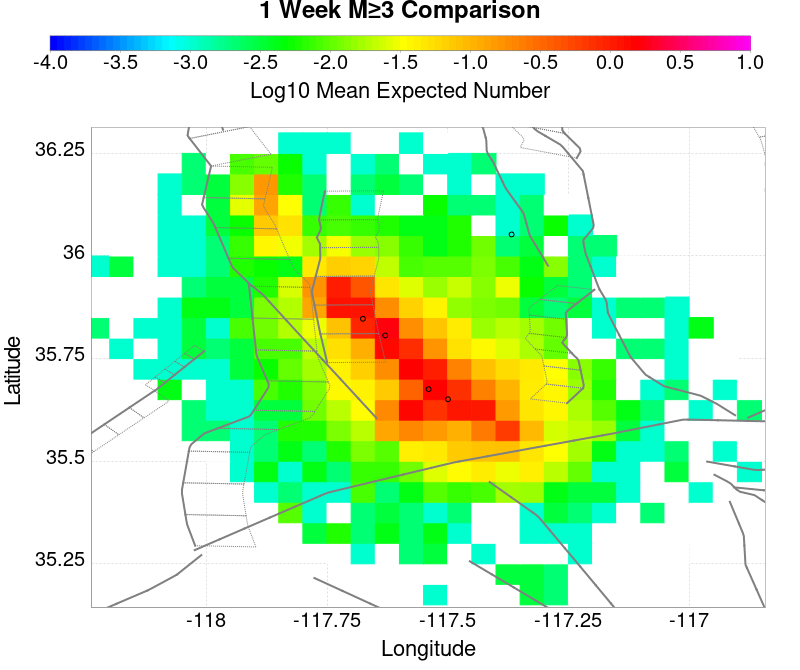 1 Week M≥3 Comparison
-4.0 -3.5 -3.0 -2.5 -2.0 -1.5 -1.0 -0.5 0.0 0.5 1.0
Log10 Mean Expected Number
36.25
36
35.75
35.5
35.25
Latitude
-118 -117.75 -117.5 -117.25 -117
Longitude